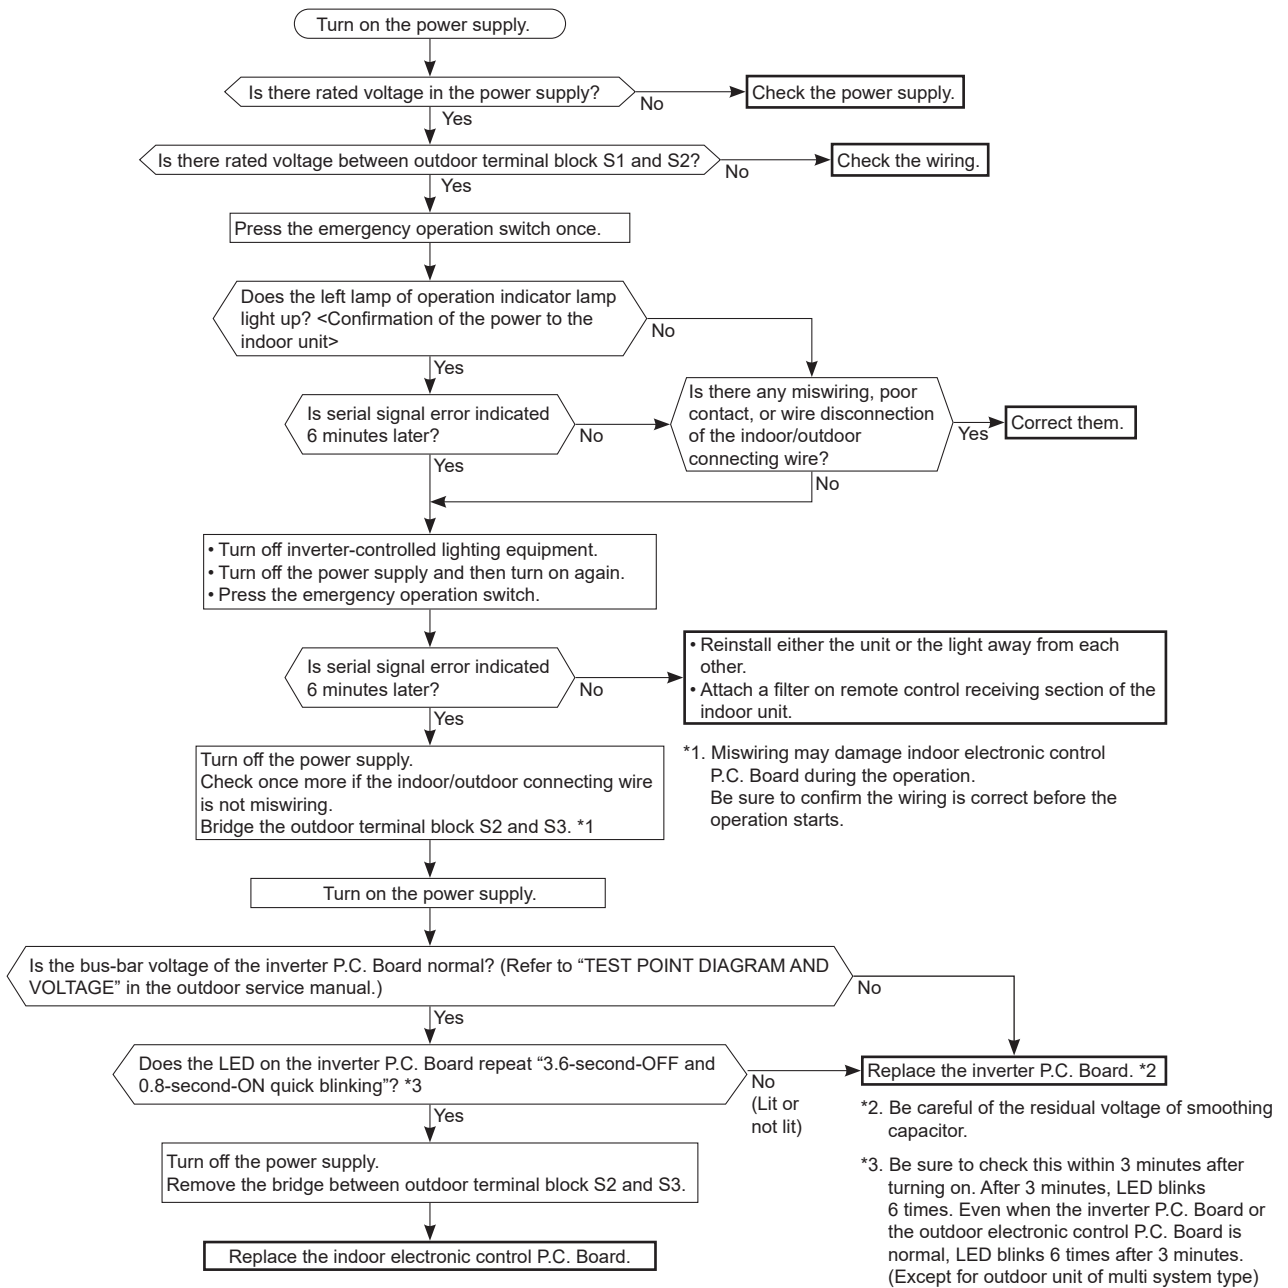 Turn on the power supply.
Is there rated voltage in the power supply?
No
Check the power supply.
Yes
Is there rated voltage between outdoor terminal block S1 and S2?
No
Check the wiring.
Yes
Press the emergency operation switch once.
Does the left lamp of operation indicator lamp
light up? <Confirmation of the power to the
indoor unit>
No
Yes
Is serial signal error indicated
6 minutes later?
No
Is there any miswiring, poor
contact, or wire disconnection
of the indoor/outdoor
connecting wire?
Yes
Correct them.
Yes
No
• Turn off inverter-controlled lighting equipment.
• Turn off the power supply and then turn on again.
• Press the emergency operation switch.
Is serial signal error indicated
6 minutes later?
No
• Reinstall either the unit or the light away from each
other.
• Attach a filter on remote control receiving section of the
indoor unit.
Yes
Turn off the power supply.
Check once more if the indoor/outdoor connecting wire
is not miswiring.
Bridge the outdoor terminal block S2 and S3. *1
*1. Miswiring may damage indoor electronic control
P.C. Board during the operation.
Be sure to confirm the wiring is correct before the
operation starts.
Turn on the power supply.
Is the bus-bar voltage of the inverter P.C. Board normal? (Refer to “TEST POINT DIAGRAM AND
VOLTAGE” in the outdoor service manual.)
No
Yes
Does the LED on the inverter P.C. Board repeat “3.6-second-OFF and
0.8-second-ON quick blinking”? *3
No
(Lit or
not lit)
Replace the inverter P.C. Board. *2
Yes
*2. Be careful of the residual voltage of smoothing
capacitor.
Turn off the power supply.
Remove the bridge between outdoor terminal block S2 and S3.
*3. Be sure to check this within 3 minutes after
turning on. After 3 minutes, LED blinks
6 times. Even when the inverter P.C. Board or
the outdoor electronic control P.C. Board is
normal, LED blinks 6 times after 3 minutes.
(Except for outdoor unit of multi system type)
Replace the indoor electronic control P.C. Board.